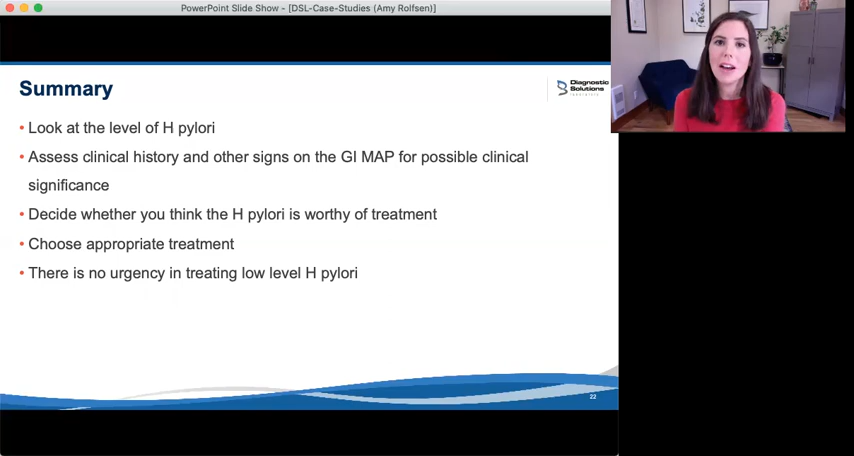 PowerPoint Slide Show - [DSL-Case-Studies (Amy Rolfsen)]
Summary
Diagnostic
Solutions
LABORATORY
• Look at the level of H pylori
• Assess clinical history and other signs on the GI MAP for possible clinical
significance
• Decide whether you think the H pylori is worthy of treatment
• Choose appropriate treatment
• There is no urgency in treating low level H pylori
22